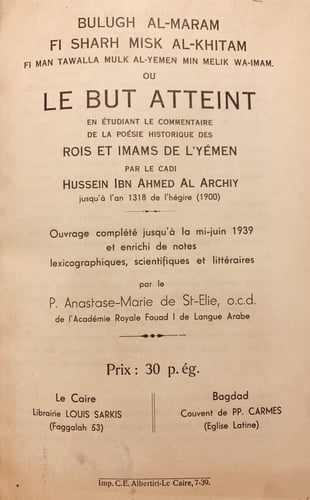 BULUGH AL-MARAM
FI SHARH MISK AL-KHITAM
FI MAN TAWALLA MULK AL-YEMEN MIN MELIK WA-IMAM.
OU
LE BUT ATTEINT
EN ÉTUDIANT LE COMMENTAIRE
DE LA POÉSIE HISTORIQUE DES
ROIS ET IMAMS DE L'YÉMEN
PAR LE CADI
HUSSEIN IBN AHMED AL ARCHIY
jusqu'à l'an 1318 de l'hégire (1900)
Ouvrage complété jusqu'à la mi-juin 1939
et enrichi de notes
lexicographiques, scientifiques et littéraires
par le
P. Anastase-Marie de St-Elie, o.c.d.
de l'Académie Royale Fouad I de Langue Arabe
Prix : 30 p. ég.
Le Caire
Librairie LOUIS SARKIS
(Faggalah 53)
Bagdad
Couvent de PP. CARMES
(Eglise Latine)
Imp. C.E. Albertiri-Le Caire, 7-39.